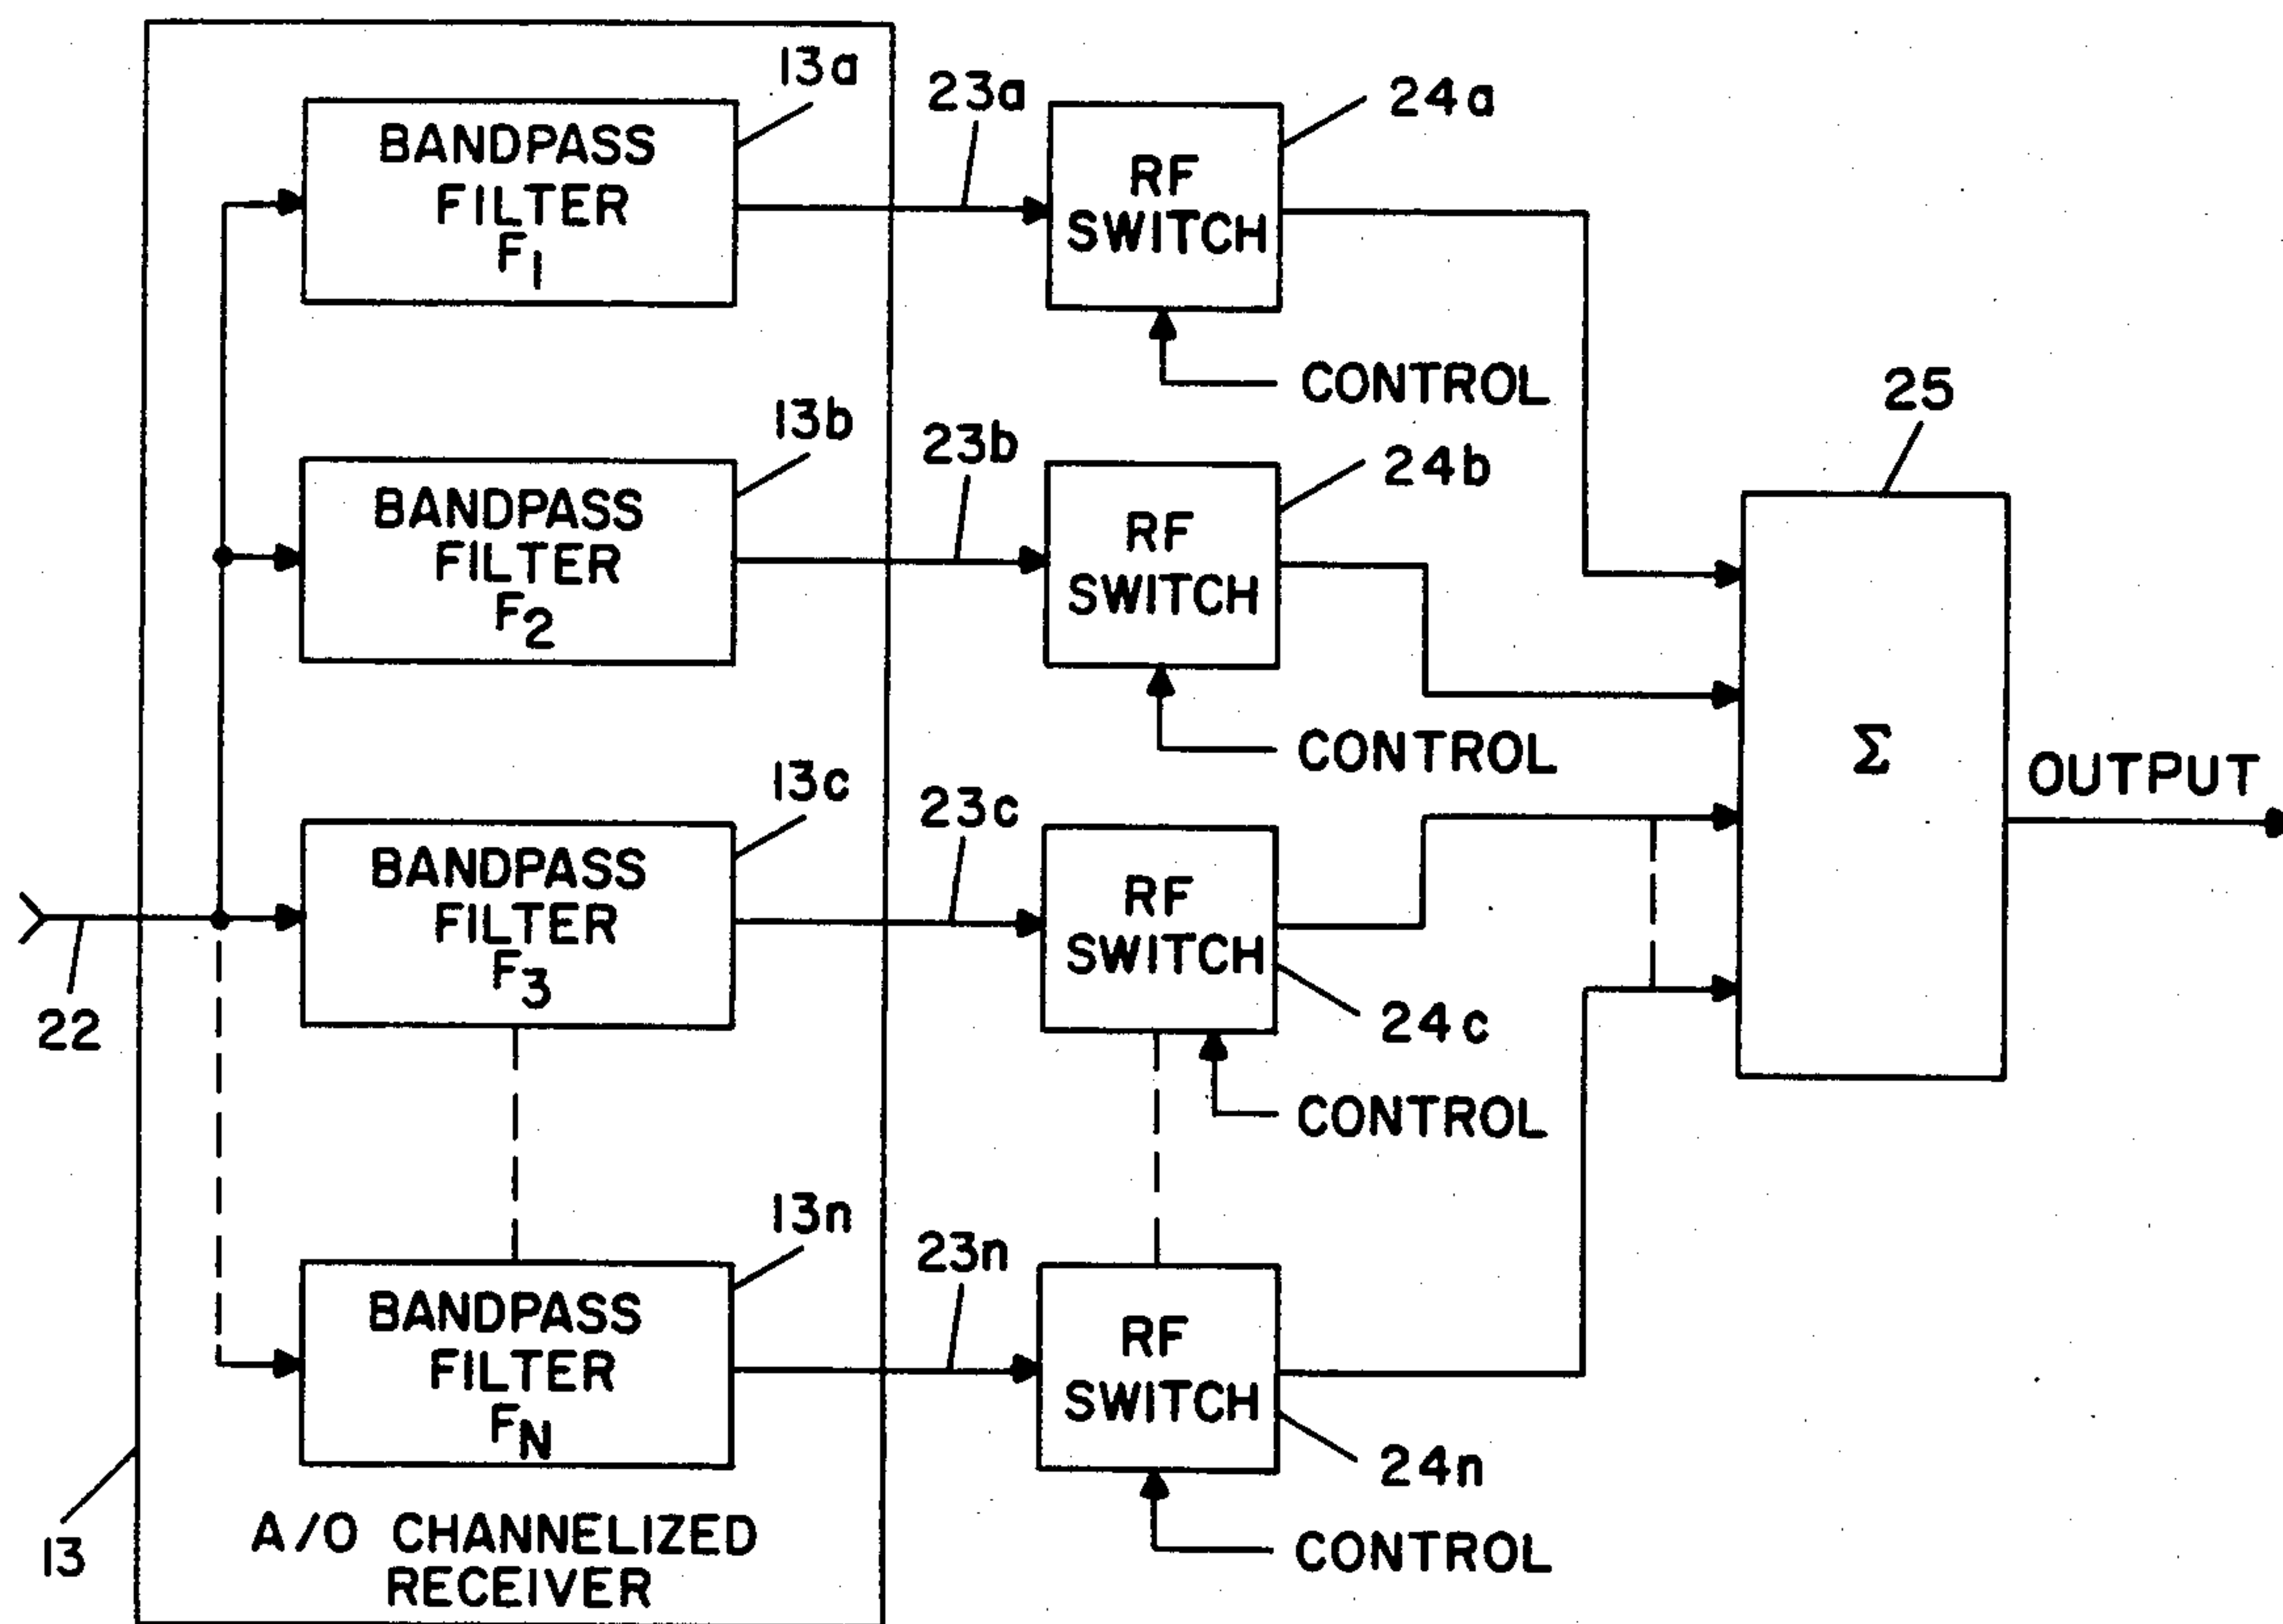 13a
23a
24a
BANDPASS
FILTER
F1
RF
SWITCH
CONTROL
13b
23b
24b
BANDPASS
FILTER
F2
RF
SWITCH
CONTROL
25
Σ
OUTPUT
13c
23c
BANDPASS
FILTER
F3
RF
SWITCH
24c
CONTROL
22
13n
23n
BANDPASS
FILTER
FN
RF
SWITCH
24n
CONTROL
13
A/O CHANNELIZED
RECEIVER